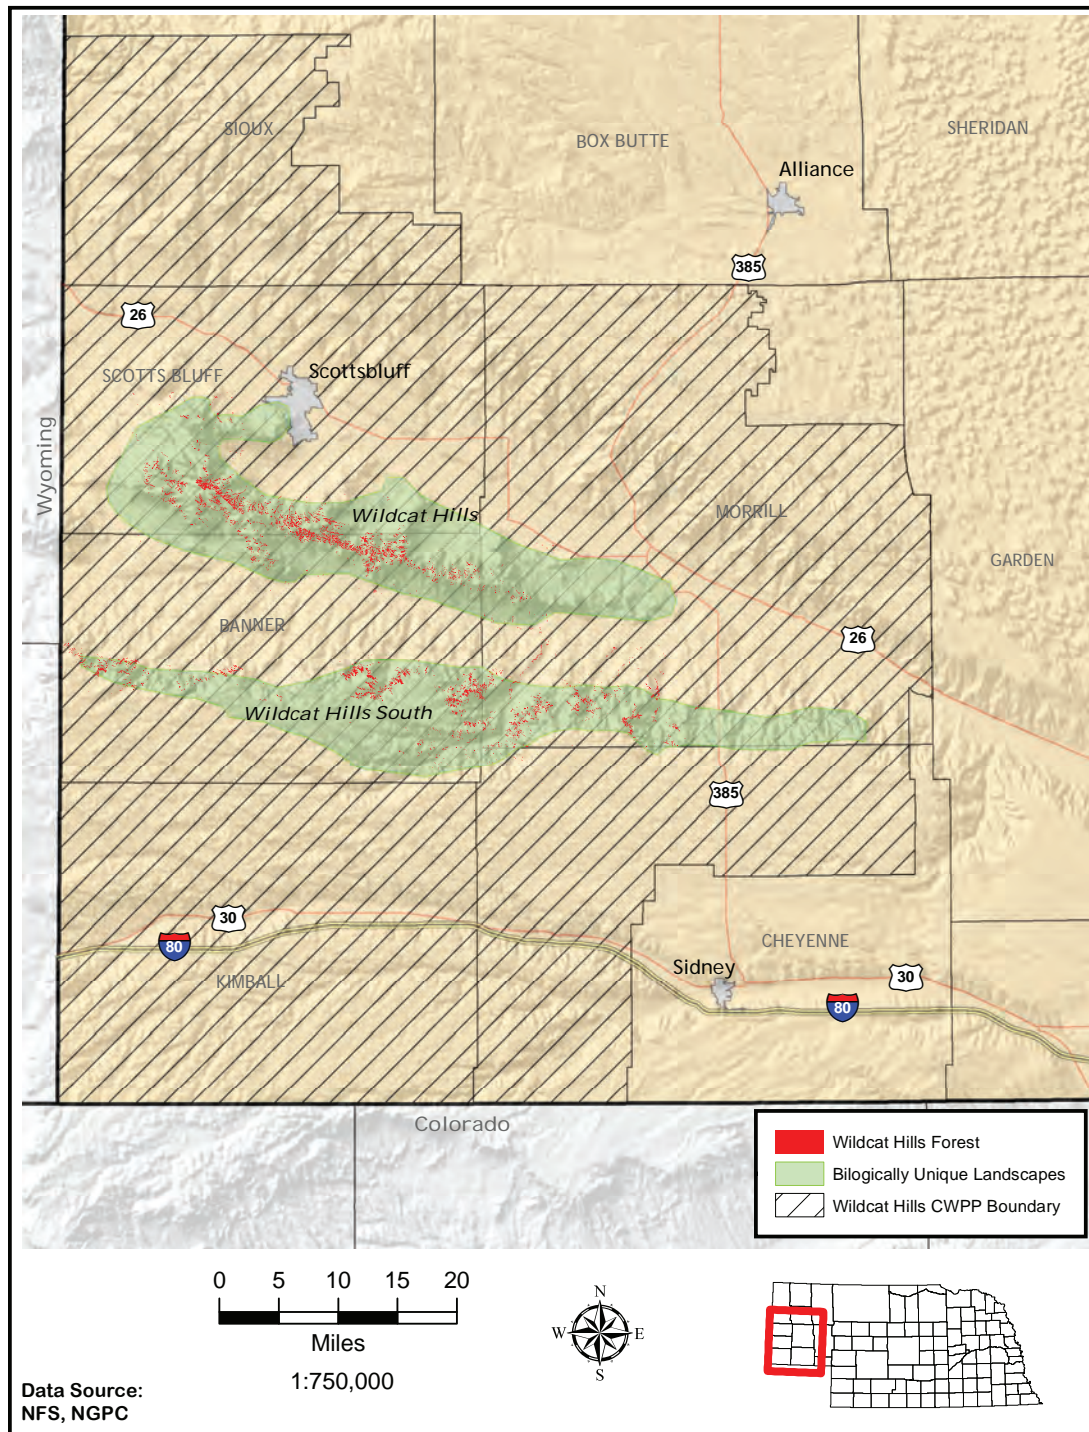 SIOUX
BOX BUTTE
SHERIDAN
Alliance
385
26
Scottsbluff
SCOTTS BLUFF
Wyoming
Wildcat Hills
MORRILL
GARDEN
BANNER
26
Wildcat Hills South
385
30
80
CHEYENNE
Sidney
KIMBALL
30
80
Colorado
Wildcat Hills Forest
Bilogically Unique Landscapes
Wildcat Hills CWPP Boundary
0 5 10 15 20
Miles
1:750,000
N
W E
S
Data Source:
NFS, NGPC